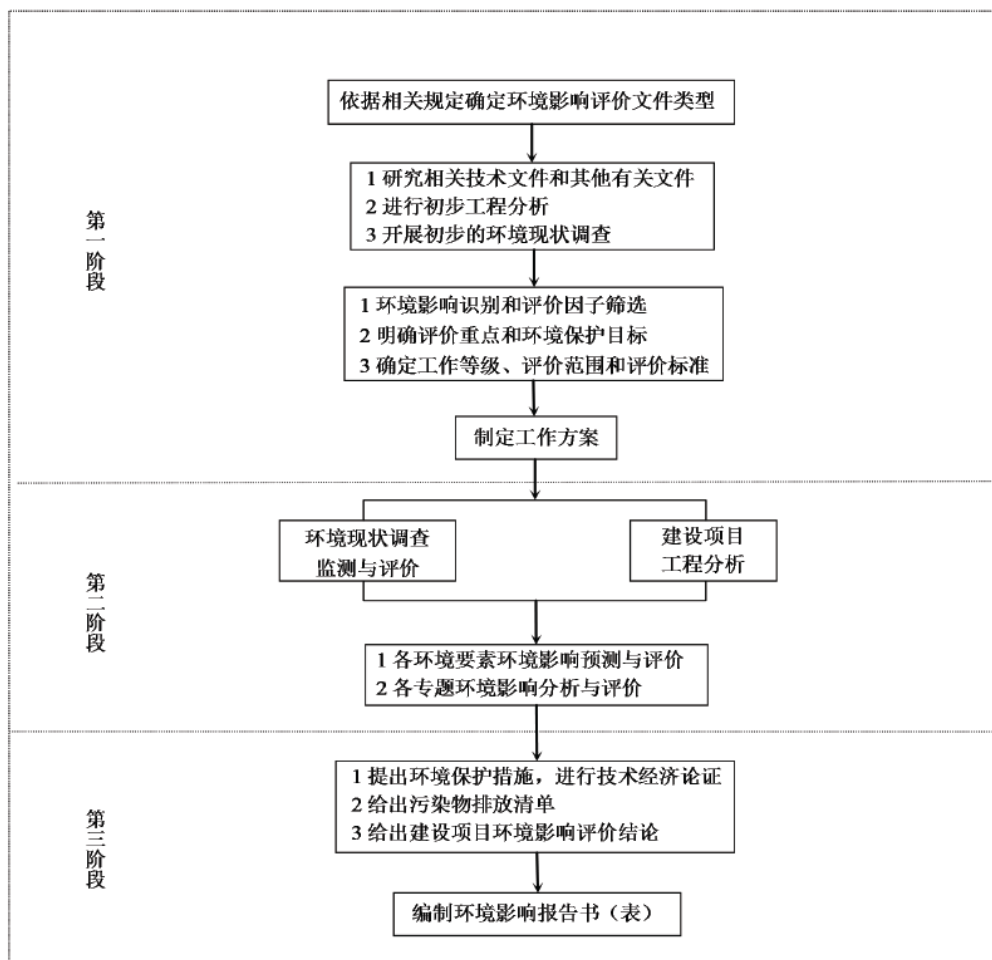 依据相关规定确定环境影响评价文件类型
1 研究相关技术文件和其他有关文件
2 进行初步工程分析
3 开展初步的环境现状调查
第一阶段
1 环境影响识别和评价因子筛选
2 明确评价重点和环境保护目标
3 确定工作等级、评价范围和评价标准
制定工作方案
环境现状调查
监测与评价
建设项目
工程分析
第二阶段
1 各环境要素环境影响预测与评价
2 各专题环境影响分析与评价
1 提出环境保护措施，进行技术经济论证
2 给出污染物排放清单
3 给出建设项目环境影响评价结论
第三阶段
编制环境影响报告书（表）